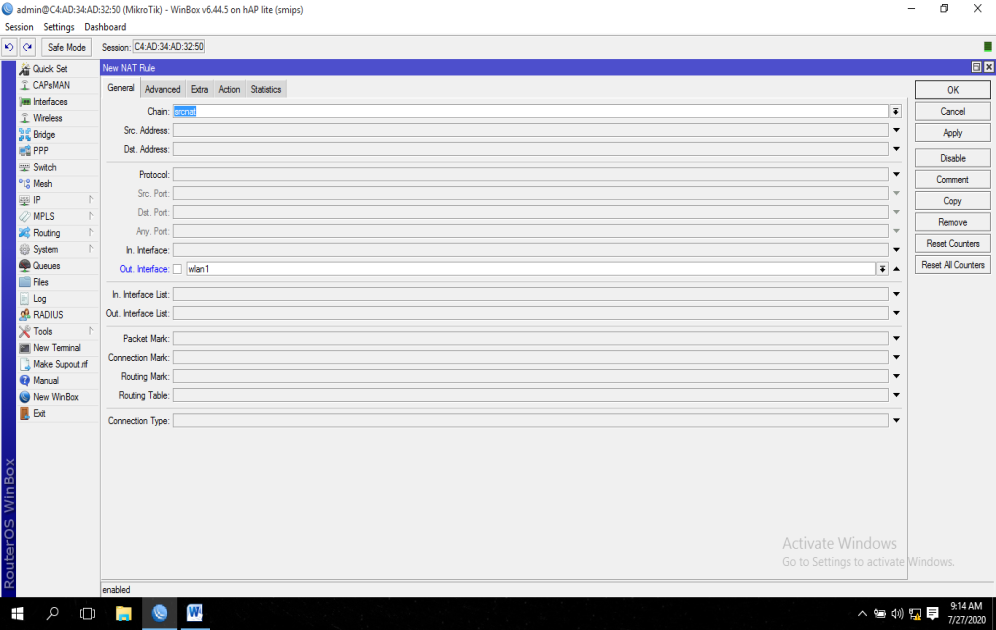 admin@C4:AD:34:AD:32:50 (MikroTik) - WinBox v6.44.5 on hAP lite (smips)
Session Settings Dashboard
Safe Mode Session: C4:AD:34:AD:32:50
New NAT Rule
Quick Set
CAPsMAN
Interfaces
Wireless
Bridge
PPP
Switch
Mesh
IP
MPLS
Routing
System
Queues
Files
Log
RADIUS
Tools
New Terminal
Make Supout.rif
Manual
New WinBox
Exit
RouterOS WinBox
General Advanced Extra Action Statistics
Chain: srcnat
Src. Address:
Dst. Address:
Protocol:
Src. Port:
Dst. Port:
Any. Port:
In. Interface:
Out. Interface: wlan1
In. Interface List:
Out. Interface List:
Packet Mark:
Connection Mark:
Routing Mark:
Routing Table:
Connection Type:
OK
Cancel
Apply
Disable
Comment
Copy
Remove
Reset Counters
Reset All Counters
Activate Windows
Go to Settings to activate Windows.
enabled
9:14 AM
7/27/2020